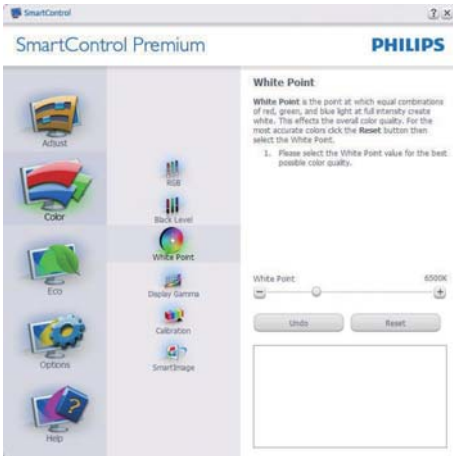 SmartControl
SmartControl Premium
PHILIPS
Adjust
Color
Eco
Options
Help
RGB
Black Level
White Point
Display Gamma
Calibration
SmartImage
White Point
White Point is the point at which equal combinations
of red, green, and blue light at full intensity create
white. This effects the overall color quality. For the
most accurate colors click the Reset button then
select the White Point.
1. Please select the White Point value for the best
possible color quality.
White Point 6500K
Undo Reset